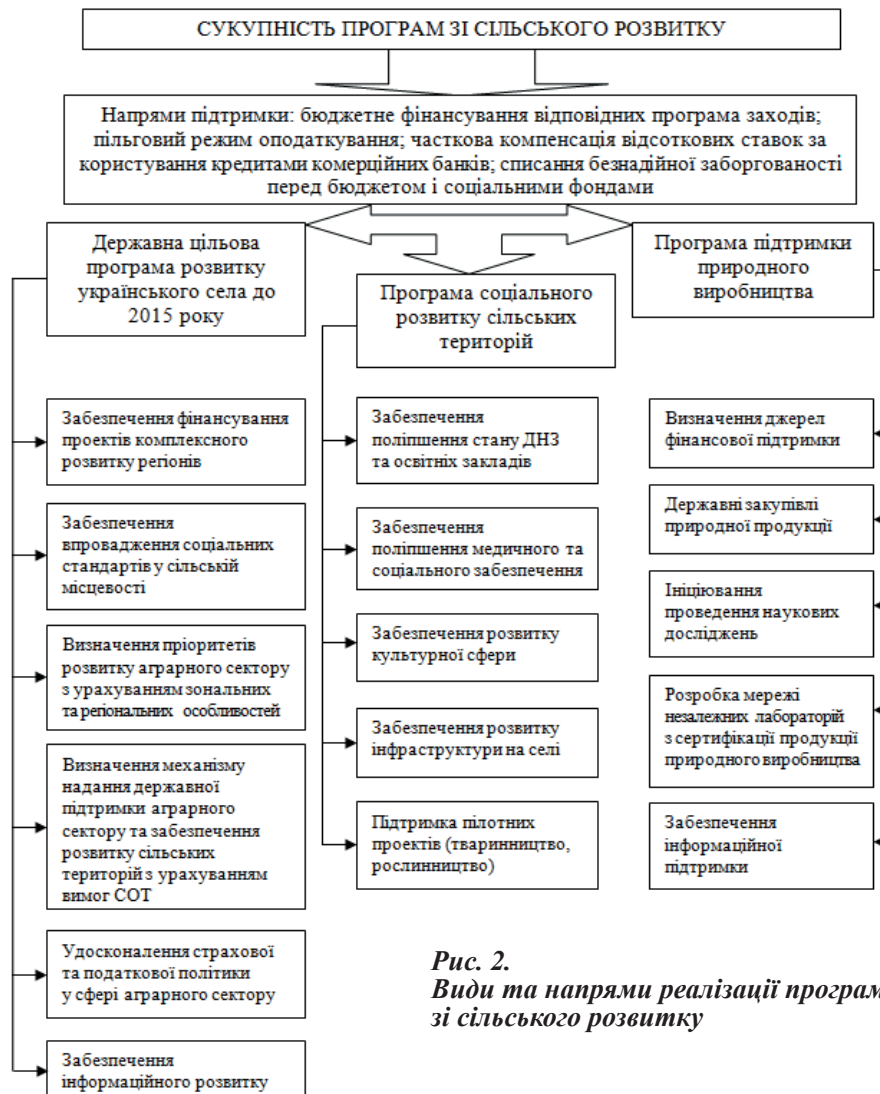 СУКУПНІСТЬ ПРОГРАМ ЗІ СІЛЬСЬКОГО РОЗВИТКУ
Напрями підтримки: бюджетне фінансування відповідних програма заходів;
пільговий режим оподаткування; часткова компенсація відсоткових ставок за
користування кредитами комерційних банків; списання безнадійної заборгованості
перед бюджетом і соціальними фондами
Державна цільова
програма розвитку
українського села до
2015 року
Забезпечення фінансування
проектів комплексного
розвитку регіонів
Забезпечення
впровадження соціальних
стандартів у сільській
місцевості
Визначення пріоритетів
розвитку аграрного сектору
з урахуванням зональних
та регіональних особливостей
Визначення механізму
надання державної
підтримки аграрного
сектору та забезпечення
розвитку сільських
територій з урахуванням
вимог СОТ
Удосконалення страхової
та податкової політики
у сфері аграрного сектору
Забезпечення
інформаційного розвитку
Програма соціального
розвитку сільських
територій
Забезпечення
поліпшення стану ДНЗ
та освітніх закладів
Забезпечення
поліпшення медичного та
соціального забезпечення
Забезпечення розвитку
культурної сфери
Забезпечення розвитку
інфраструктури на селі
Підтримка пілотних
проектів (тваринництво,
рослинництво)
Програма підтримки
природного
виробництва
Визначення джерел
фінансової підтримки
Державні закупівлі
природної продукції
Ініціювання
проведення наукових
досліджень
Розробка мережі
незалежних лабораторій
з сертифікації продукції
природного виробництва
Забезпечення
інформаційної
підтримки
Рис. 2.
Види та напрями реалізації програм
зі сільського розвитку